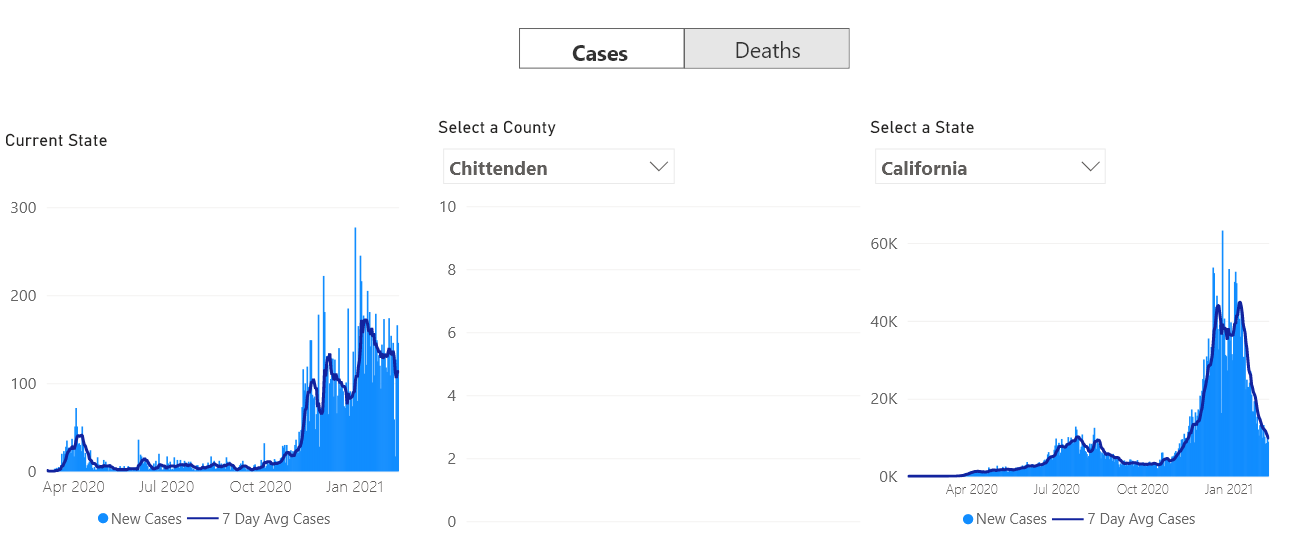 Cases
Deaths
Current State
Select a County
Select a State
Chittenden
California
300
200
100
0
Apr 2020 Jul 2020 Oct 2020 Jan 2021
New Cases 7 Day Avg Cases
10
8
6
4
2
0
60K
40K
20K
0K
Apr 2020 Jul 2020 Oct 2020 Jan 2021
New Cases 7 Day Avg Cases